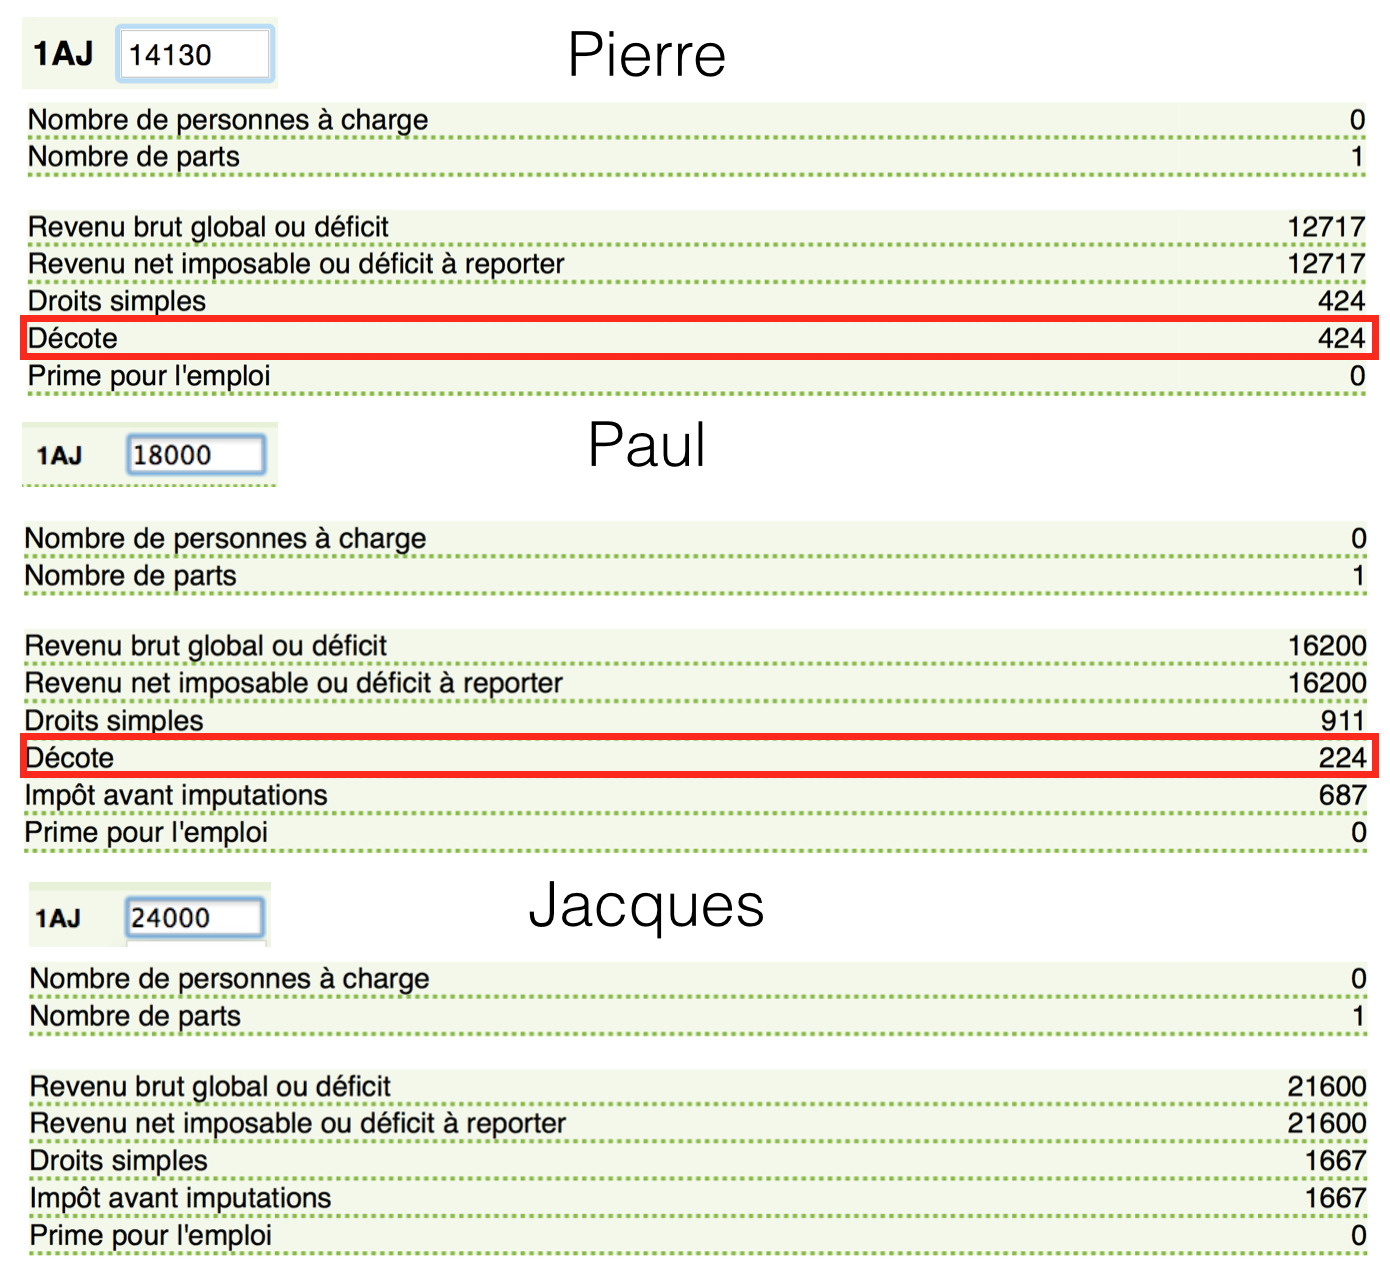 1AJ 14130 Pierre
Nombre de personnes à charge 0
Nombre de parts 1
Revenu brut global ou déficit 12717
Revenu net imposable ou déficit à reporter 12717
Droits simples 424
Décote 424
Prime pour l'emploi 0
Paul
1AJ 18000
Nombre de personnes à charge 0
Nombre de parts 1
Revenu brut global ou déficit 16200
Revenu net imposable ou déficit à reporter 16200
Droits simples 911
Décote 224
Impôt avant imputations 687
Prime pour l'emploi 0
1AJ 24000 Jacques
Nombre de personnes à charge 0
Nombre de parts 1
Revenu brut global ou déficit 21600
Revenu net imposable ou déficit à reporter 21600
Droits simples 1667
Impôt avant imputations 1667
Prime pour l'emploi 0